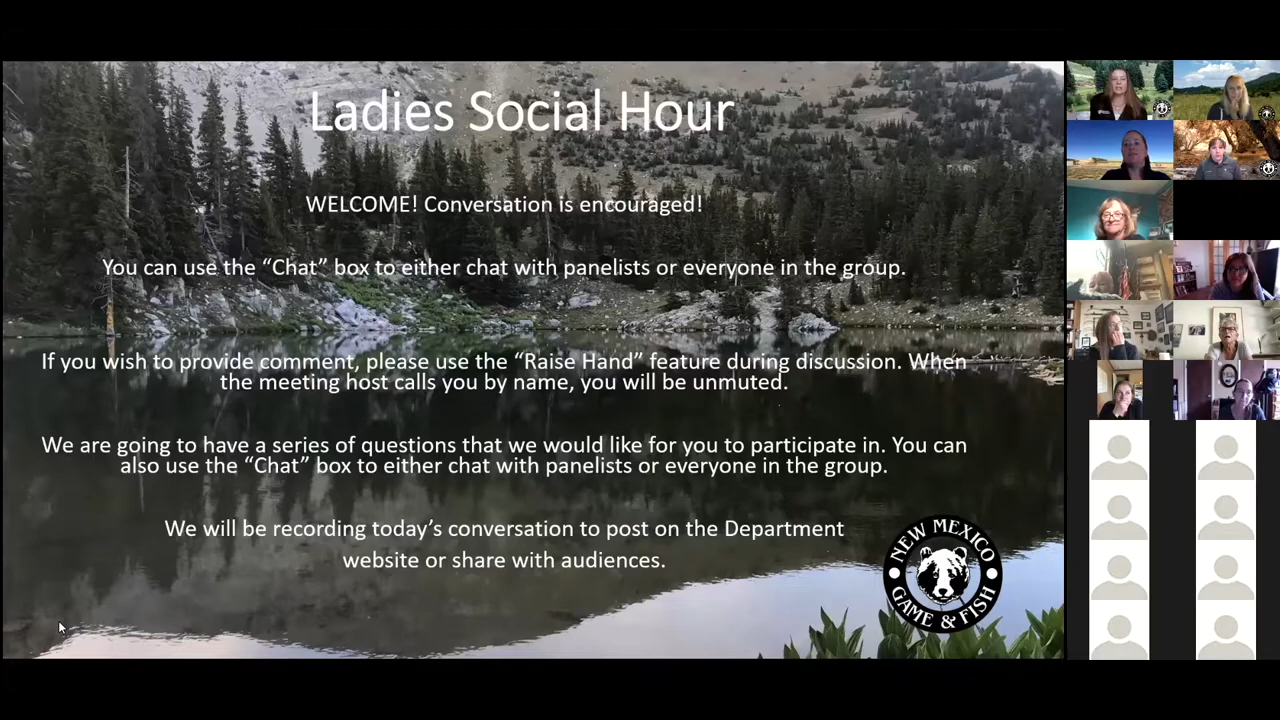 Ladies Social Hour
WELCOME! Conversation is encouraged!
You can use the “Chat” box to either chat with panelists or everyone in the group.
If you wish to provide comment, please use the “Raise Hand” feature during discussion. When
the meeting host calls you by name, you will be unmuted.
We are going to have a series of questions that we would like for you to participate in. You can
also use the “Chat” box to either chat with panelists or everyone in the group.
We will be recording today’s conversation to post on the Department
website or share with audiences.
NEW MEXICO
GAME & FISH